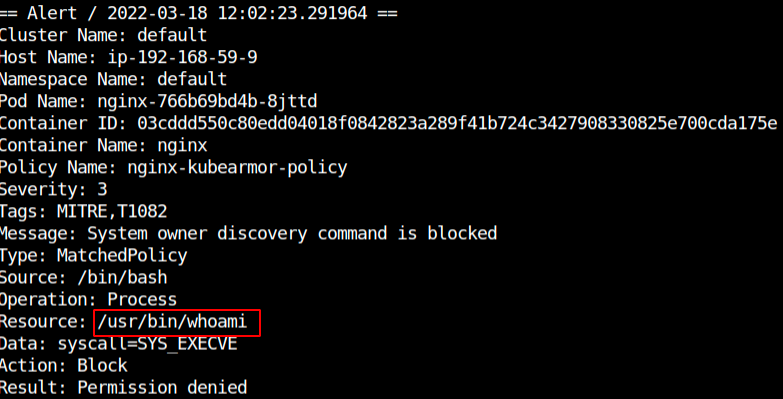 == Alert / 2022-03-18 12:02:23.291964 ==
Cluster Name: default
Host Name: ip-192-168-59-9
Namespace Name: default
Pod Name: nginx-766b69bd4b-8jttd
Container ID: 03cddd550c80edd04018f0842823a289f41b724c3427908330825e700cda175e
Container Name: nginx
Policy Name: nginx-kubearmor-policy
Severity: 3
Tags: MITRE,T1082
Message: System owner discovery command is blocked
Type: MatchedPolicy
Source: /bin/bash
Operation: Process
Resource: /usr/bin/whoami
Data: syscall=SYS_EXECVE
Action: Block
Result: Permission denied